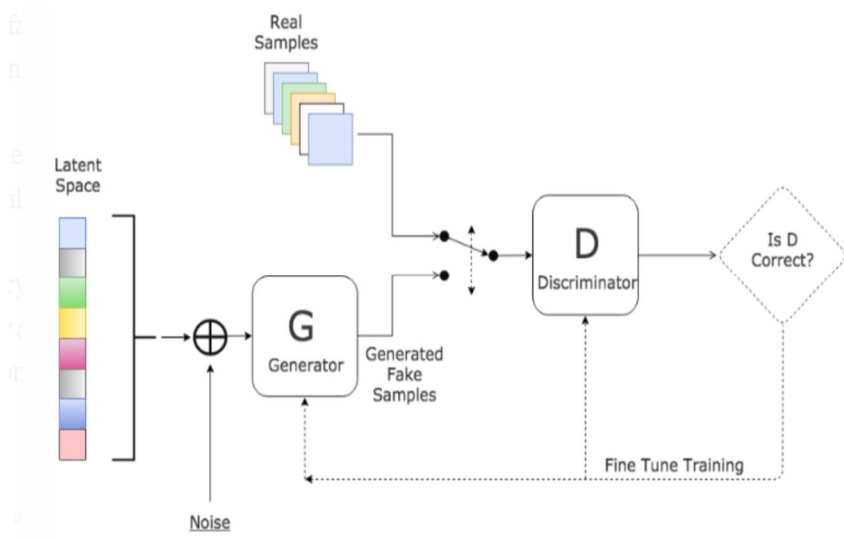 Real
Samples
Latent
Space
D
Discriminator
Is D
Correct?
G
Generator
Generated
Fake
Samples
Fine Tune Training
Noise